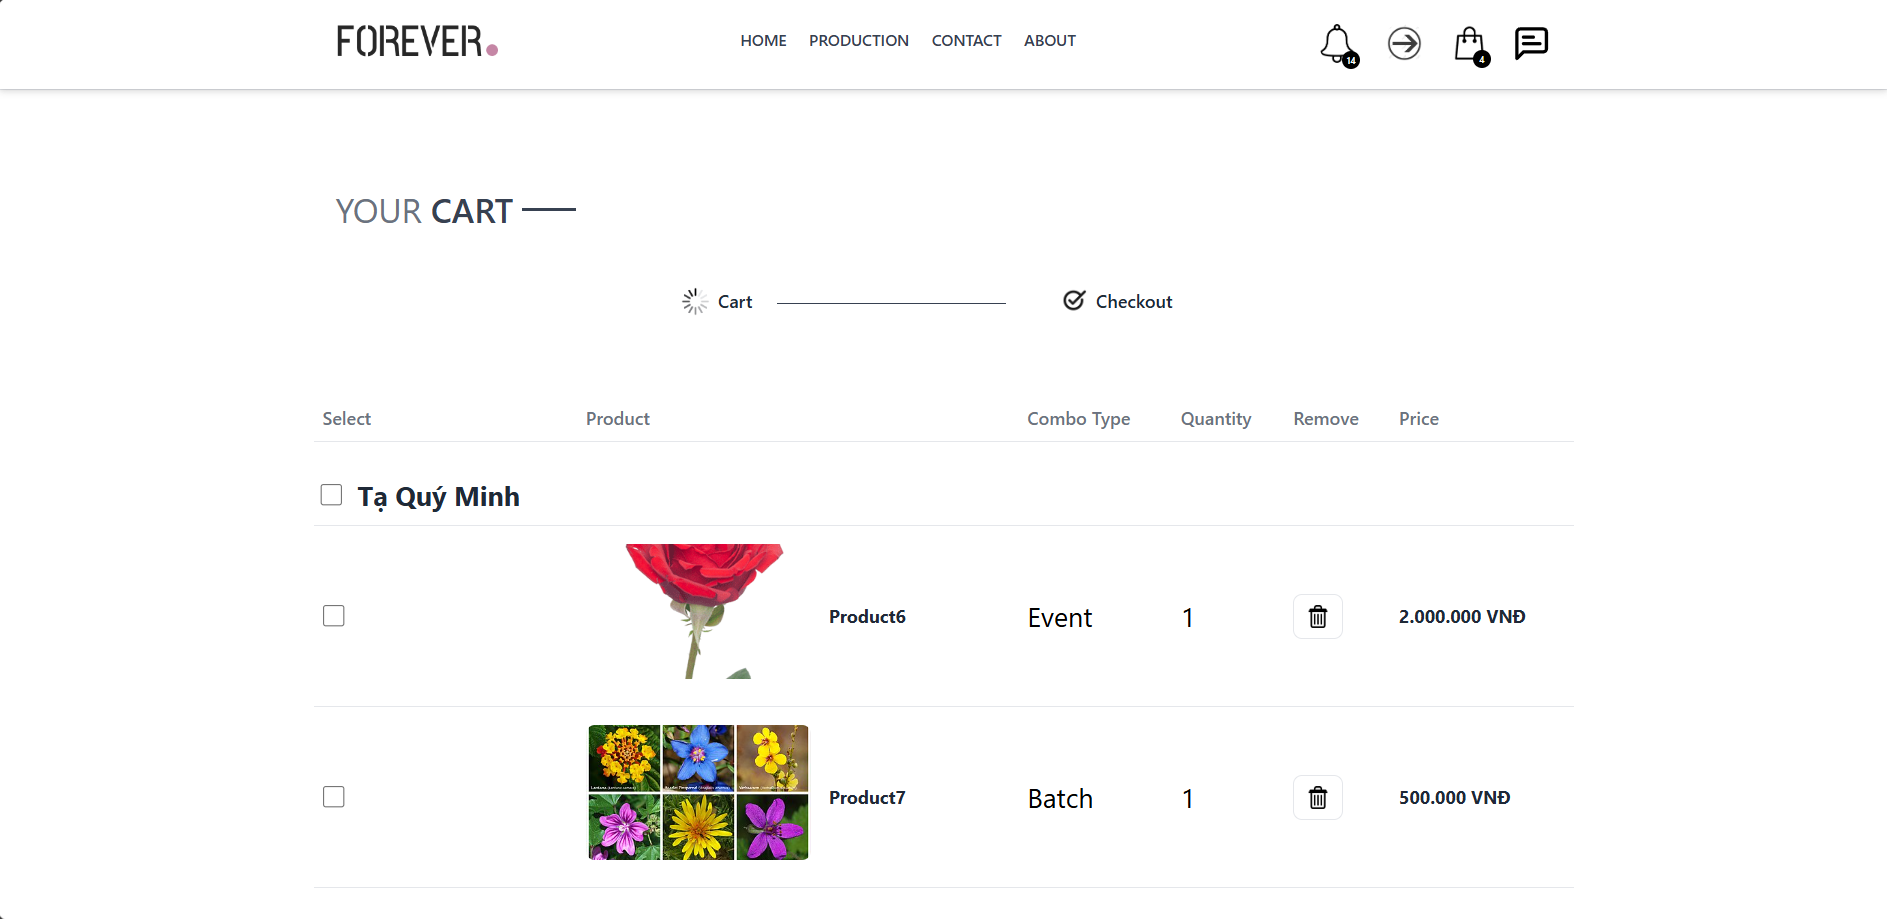 FOREVER.
HOME PRODUCTION CONTACT ABOUT
14
4
YOUR CART
Cart
Checkout
Select Product Combo Type Quantity Remove Price
Tạ Quý Minh
Product6 Event 1 2.000.000 VNĐ
Product7 Batch 1 500.000 VNĐ